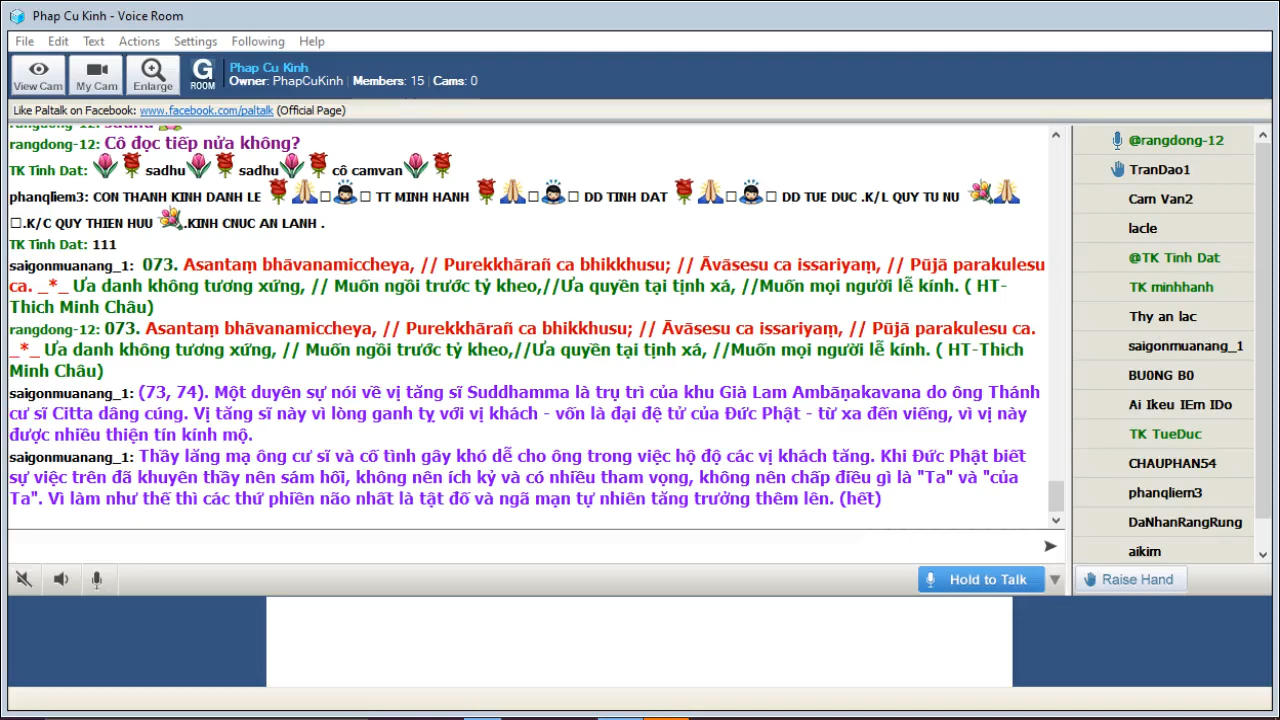 Phap Cu Kinh - Voice Room
File Edit Text Actions Settings Following Help
View Cam My Cam Enlarge G ROOM
Phap Cu Kinh
Owner: PhapCuKinh Members: 15 Cams: 0
Like Paltalk on Facebook: www.facebook.com/paltalk (Official Page)
rangdong-12: sadhu
rangdong-12: Cô đọc tiếp nửa không?
TK Tinh Dat: sadhu sadhu cô camvan
phanqliem3: CON THANH KINH DANH LE TT MINH HANH DD TINH DAT DD TUE DUC .K/L QUY TU NU
.K/C QUY THIEN HUU .KINH CNUC AN LANH .
TK Tinh Dat: 111
saigonmuanang_1: 073. Asantaṃ bhāvanamiccheya, // Purekkhārañ ca bhikkhusu; // Āvāsesu ca issariyaṃ, // Pūjā parakulesu
ca. _*_ Ưa danh không tương xứng, // Muốn ngồi trước tỷ kheo,//Ưa quyền tại tịnh xá, //Muốn mọi người lễ kính. ( HT-
Thich Minh Châu)
rangdong-12: 073. Asantaṃ bhāvanamiccheya, // Purekkhārañ ca bhikkhusu; // Āvāsesu ca issariyaṃ, // Pūjā parakulesu ca.
_*_ Ưa danh không tương xứng, // Muốn ngồi trước tỷ kheo,//Ưa quyền tại tịnh xá, //Muốn mọi người lễ kính. ( HT-Thich
Minh Châu)
saigonmuanang_1: (73, 74). Một duyên sự nói về vị tăng sĩ Suddhamma là trụ trì của khu Già Lam Ambāṇakavana do ông Thánh
cư sĩ Citta dâng cúng. Vị tăng sĩ này vì lòng ganh tỵ với vị khách - vốn là đại đệ tử của Đức Phật - từ xa đến viếng, vì vị này
được nhiều thiện tín kính mộ.
saigonmuanang_1: Thầy lăng mạ ông cư sĩ và cố tình gây khó dễ cho ông trong việc hộ độ các vị khách tăng. Khi Đức Phật biết
sự việc trên đã khuyên thầy nên sám hối, không nên ích kỷ và có nhiều tham vọng, không nên chấp điều gì là "Ta" và "của
Ta". Vì làm như thế thì các thứ phiền não nhất là tật đố và ngã mạn tự nhiên tăng trưởng thêm lên. (hết)
@rangdong-12
TranDao1
Cam Van2
lacle
@TK Tinh Dat
TK minhhanh
Thy an lac
saigonmuanang_1
BU0NG B0
Ai Ikeu IEm IDo
TK TueDuc
CHAUPHAN54
phanqliem3
DaNhanRangRung
aikim
Hold to Talk
Raise Hand